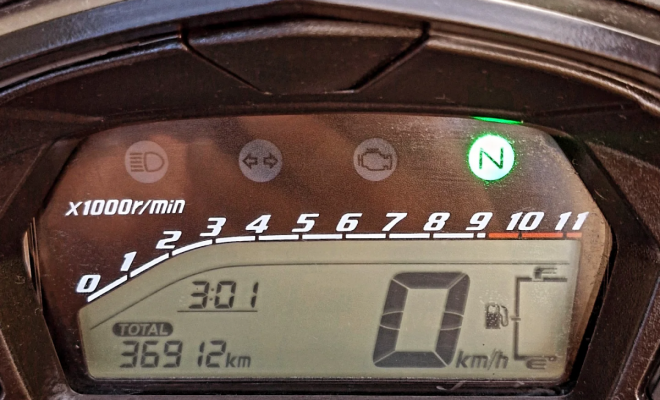 N
x1000r/min
0 1 2 3 4 5 6 7 8 9 10 11
3:01
TOTAL
36912km
0 km/h
F
E